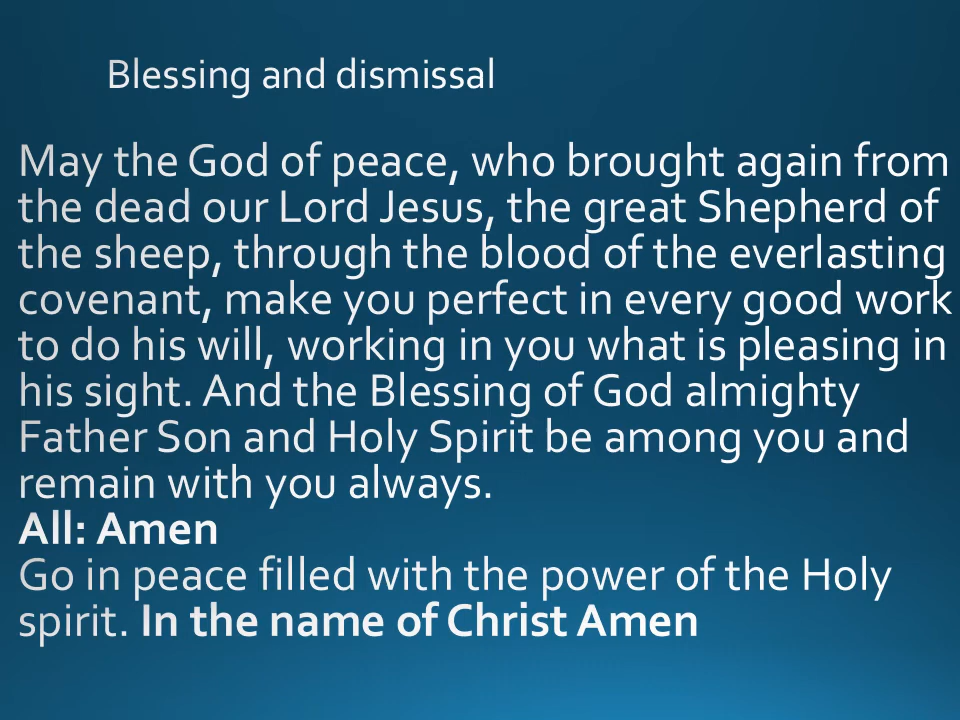 Blessing and dismissal
May the God of peace, who brought again from
the dead our Lord Jesus, the great Shepherd of
the sheep, through the blood of the everlasting
covenant, make you perfect in every good work
to do his will, working in you what is pleasing in
his sight. And the Blessing of God almighty
Father Son and Holy Spirit be among you and
remain with you always.
All: Amen
Go in peace filled with the power of the Holy
spirit. In the name of Christ Amen